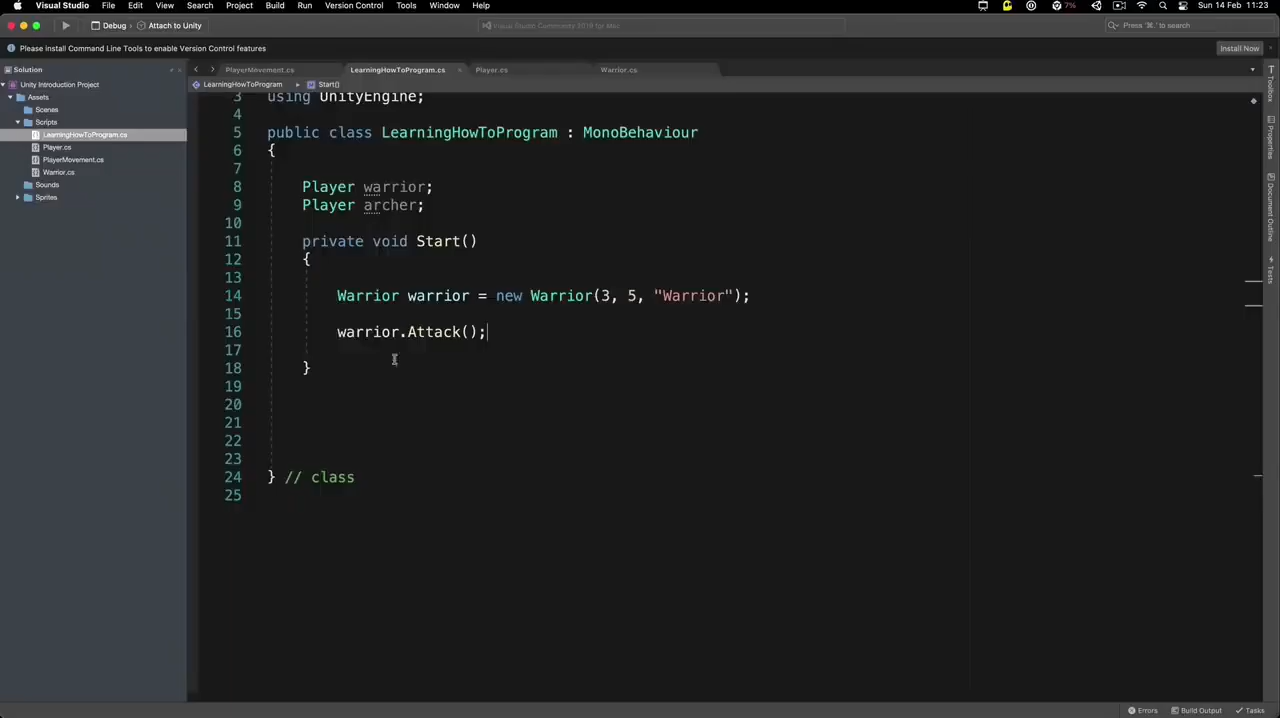 Visual Studio File Edit View Search Project Build Run Version Control Tools Window Help 7% Sun 14 Feb 11:23
Debug Attach to Unity Visual Studio Community 2019 for Mac Press '⌘.' to search
Please install Command Line Tools to enable Version Control features Install Now
Solution
Unity Introduction Project
Assets
Scenes
Scripts
LearningHowToProgram.cs
Player.cs
PlayerMovement.cs
Warrior.cs
Sounds
Sprites
PlayerMovement.cs LearningHowToProgram.cs Player.cs Warrior.cs
LearningHowToProgram Start()
3 using UnityEngine;
4
5 public class LearningHowToProgram : MonoBehaviour
6 {
7
8 Player warrior;
9 Player archer;
10
11 private void Start()
12 {
13
14 Warrior warrior = new Warrior(3, 5, "Warrior");
15
16 warrior.Attack();
17
18 }
19
20
21
22
23
24 } // class
25
Toolbox
Properties
Document Outline
Tests
Errors Build Output Tasks